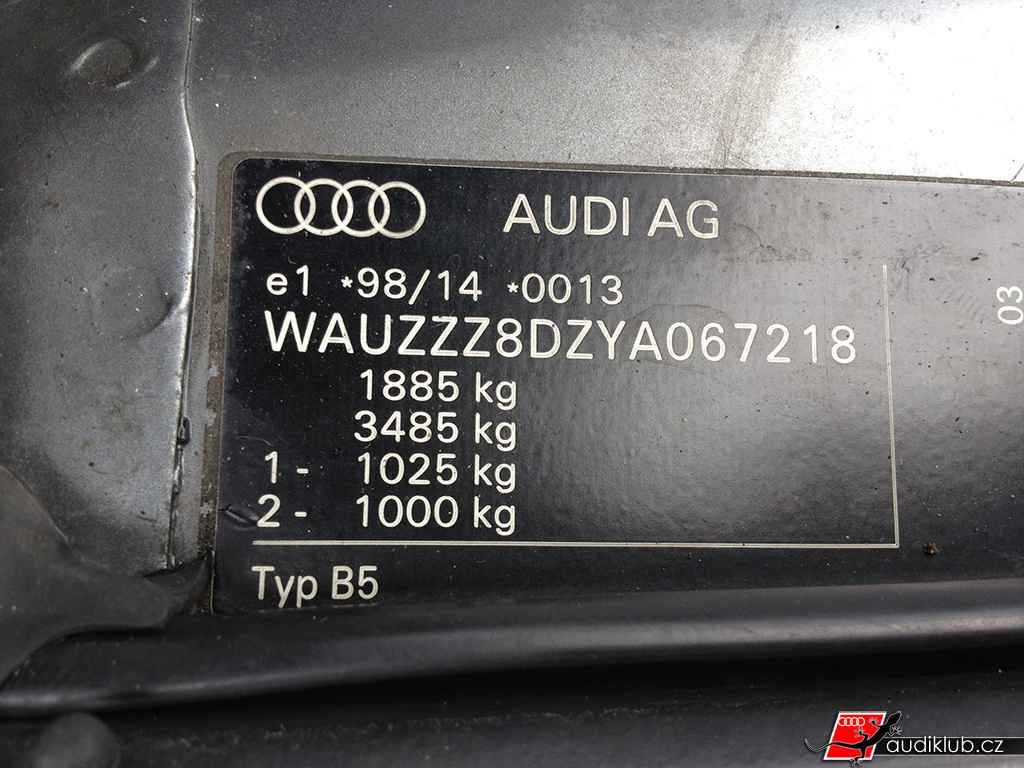 AUDI AG
e1 *98/14 *0013
WAUZZZ8DZYA067218
1885 kg
3485 kg
1- 1025 kg
2- 1000 kg
Typ B5
03
audiklub.cz